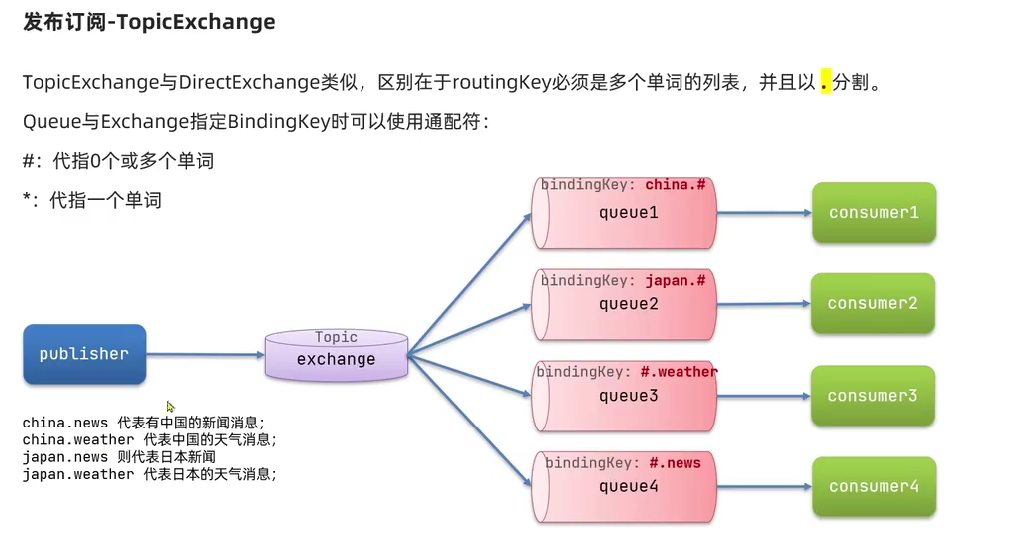 发布订阅-TopicExchange
TopicExchange与DirectExchange类似，区别在于routingKey必须是多个单词的列表，并且以 . 分割。
Queue与Exchange指定BindingKey时可以使用通配符：
#：代指0个或多个单词
*：代指一个单词
bindingKey: china.#
queue1
consumer1
bindingKey: japan.#
queue2
consumer2
publisher
Topic
exchange
bindingKey: #.weather
queue3
consumer3
china.news 代表有中国的新闻消息;
china.weather 代表中国的天气消息;
japan.news 则代表日本新闻
japan.weather 代表日本的天气消息;
bindingKey: #.news
queue4
consumer4